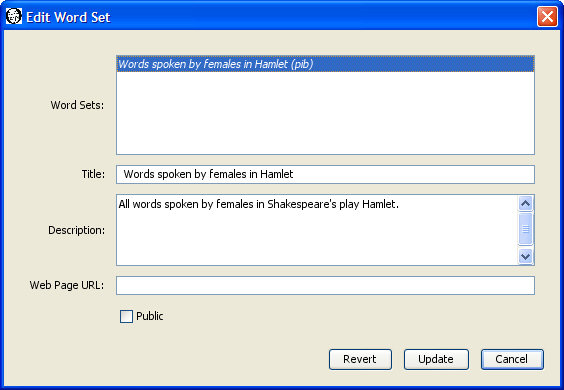 Edit Word Set
Word Sets:
Words spoken by females in Hamlet (pib)
Title:
Words spoken by females in Hamlet
Description:
All words spoken by females in Shakespeare's play Hamlet.
Web Page URL:
Public
Revert
Update
Cancel